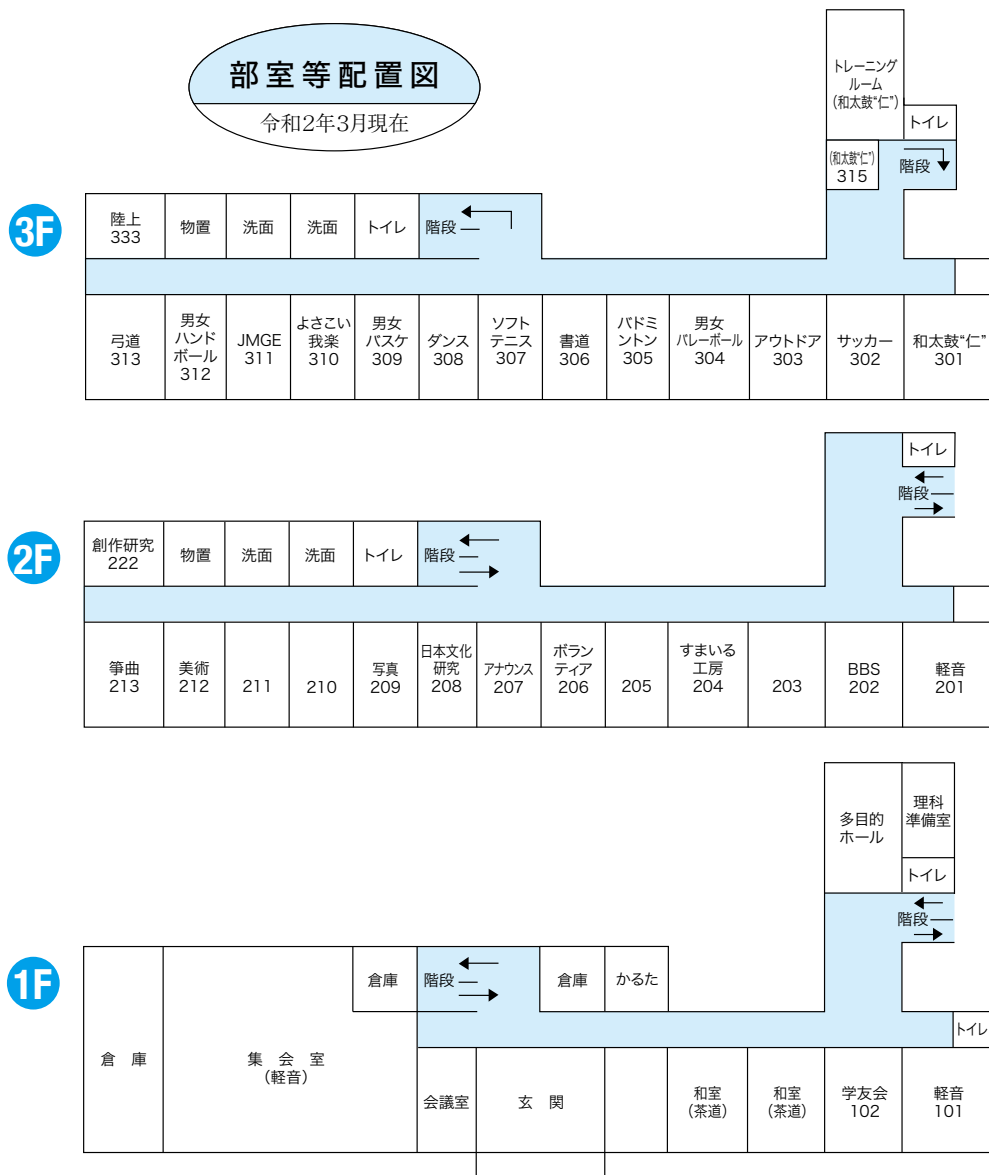 部室等配置図
令和2年3月現在
トレーニング
ルーム
(和太鼓“仁”)
トイレ
(和太鼓“仁”)
315
階段
3F
陸上
333
物置
洗面
洗面
トイレ
階段
弓道
313
男女
ハンド
ボール
312
JMGE
311
よさこい
我楽
310
男女
バスケ
309
ダンス
308
ソフト
テニス
307
書道
306
バドミ
ントン
305
男女
バレーボール
304
アウトドア
303
サッカー
302
和太鼓“仁”
301
トイレ
階段
2F
創作研究
222
物置
洗面
洗面
トイレ
階段
箏曲
213
美術
212
211
210
写真
209
日本文化
研究
208
アナウンス
207
ボラン
ティア
206
205
すまいる
工房
204
203
BBS
202
軽音
201
多目的
ホール
理科
準備室
トイレ
階段
1F
倉庫
集会室
(軽音)
倉庫
階段
倉庫
かるた
トイレ
会議室
玄関
和室
(茶道)
和室
(茶道)
学友会
102
軽音
101